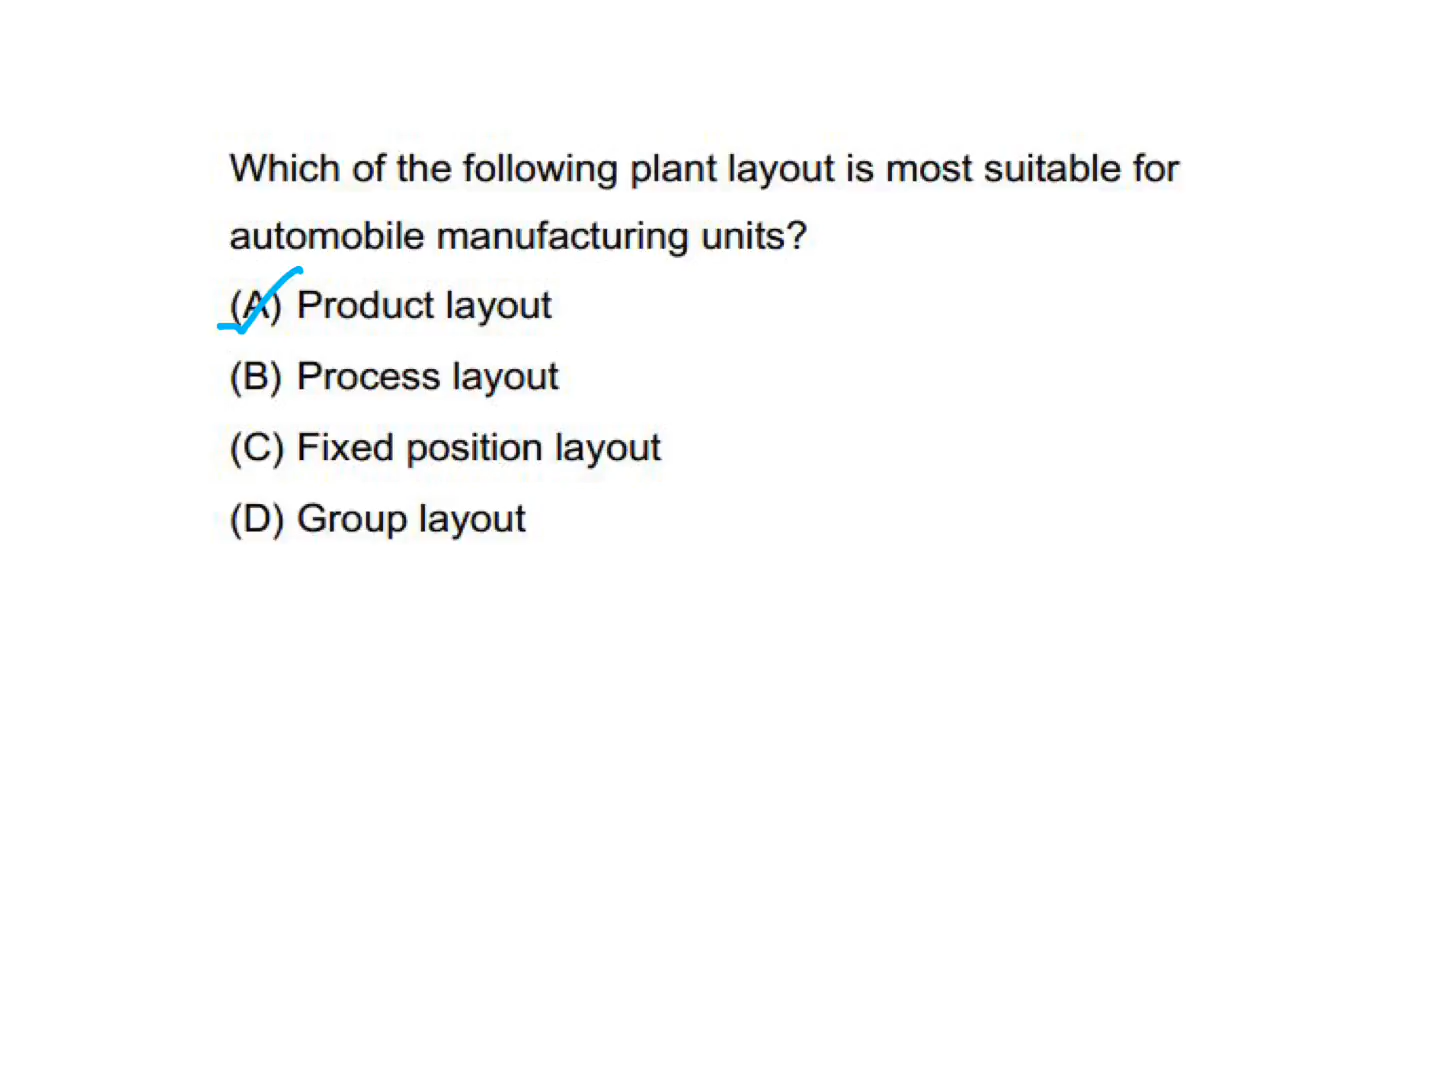 Which of the following plant layout is most suitable for
automobile manufacturing units?
(A) Product layout
(B) Process layout
(C) Fixed position layout
(D) Group layout